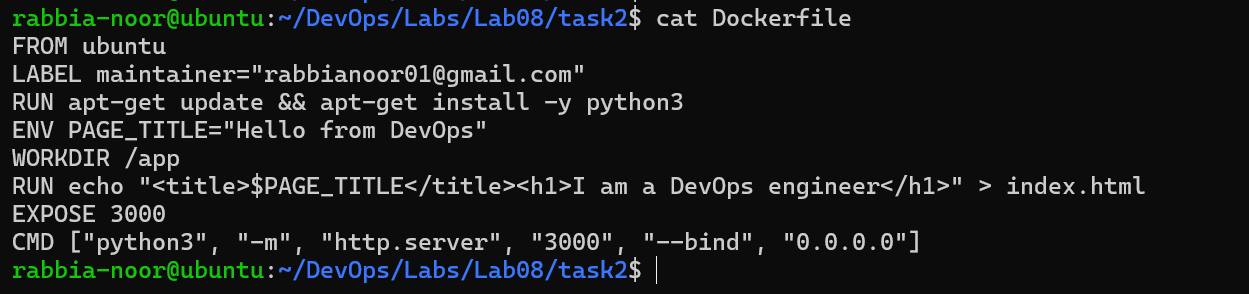 rabbia-noor@ubuntu:~/DevOps/Labs/Lab08/task2$ cat Dockerfile
FROM ubuntu
LABEL maintainer="rabbianoor01@gmail.com"
RUN apt-get update && apt-get install -y python3
ENV PAGE_TITLE="Hello from DevOps"
WORKDIR /app
RUN echo "<title>$PAGE_TITLE</title><h1>I am a DevOps engineer</h1>" > index.html
EXPOSE 3000
CMD ["python3", "-m", "http.server", "3000", "--bind", "0.0.0.0"]
rabbia-noor@ubuntu:~/DevOps/Labs/Lab08/task2$